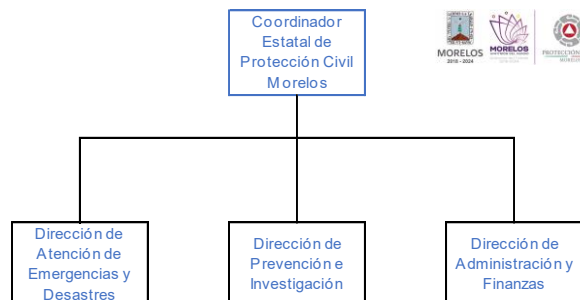 Coordinador
Estatal de
Protección Civil
Morelos
MORELOS
2018 - 2024
MORELOS
PROTECCIÓN
Dirección de
Atención de
Emergencias y
Desastres
Dirección de
Prevención e
Investigación
Dirección de
Administración y
Finanzas